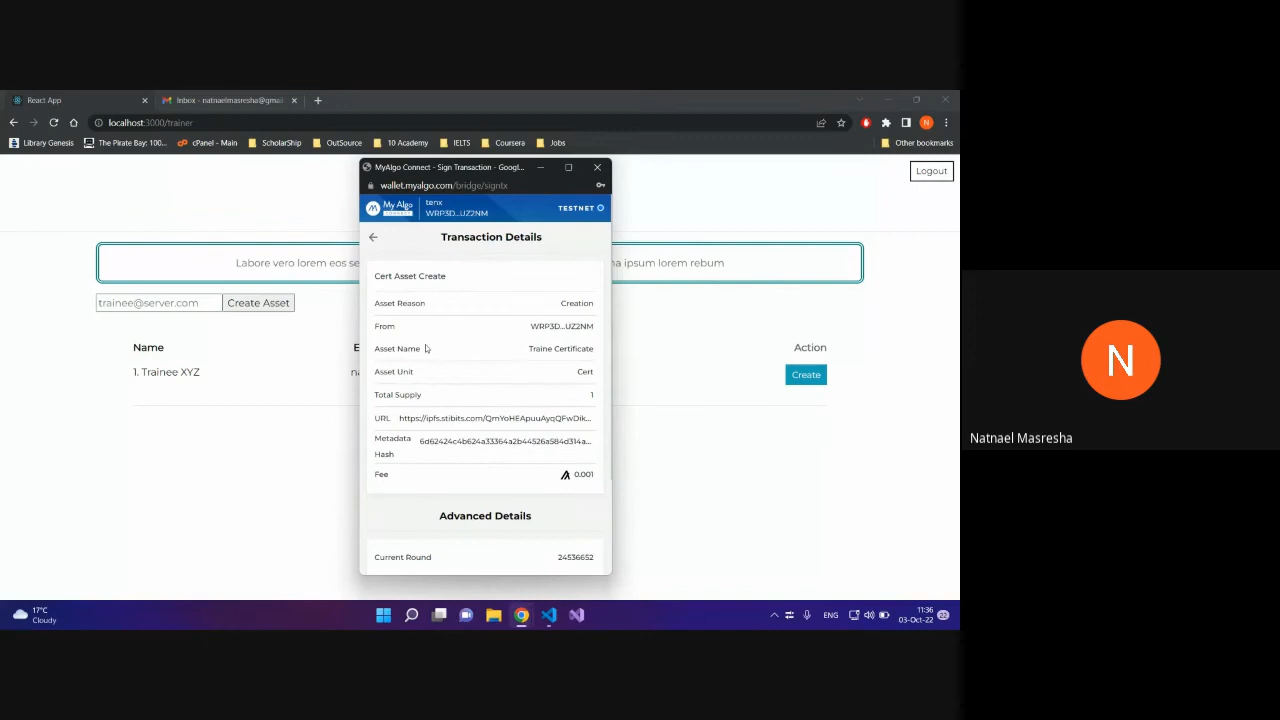 React App
Inbox - natnaelmasresha@gmai
localhost:3000/trainer
Library Genesis
The Pirate Bay: 100...
cPanel - Main
ScholarShip
OutSource
10 Academy
IELTS
Coursera
Jobs
Other bookmarks
MyAlgo Connect - Sign Transaction - Googl...
wallet.myalgo.com/bridge/signtx
Logout
My Algo
CONNECT
tenx
WRP3D...UZ2NM
TESTNET
Transaction Details
Labore vero lorem eos se
na ipsum lorem rebum
Cert Asset Create
trainee@server.com
Create Asset
Asset Reason Creation
From WRP3D...UZ2NM
Name
Action
Asset Name Traine Certificate
1. Trainee XYZ
Create
Asset Unit Cert
Total Supply 1
URL https://ipfs.stibits.com/QmYoHEApuuAyqQFwDik...
Metadata Hash 6d62424c4b624a33364a2b44526a584d314a...
Fee 0.001
Advanced Details
Current Round 24536652
N
Natnael Masresha
17°C
Cloudy
ENG
11:36
03-Oct-22
22